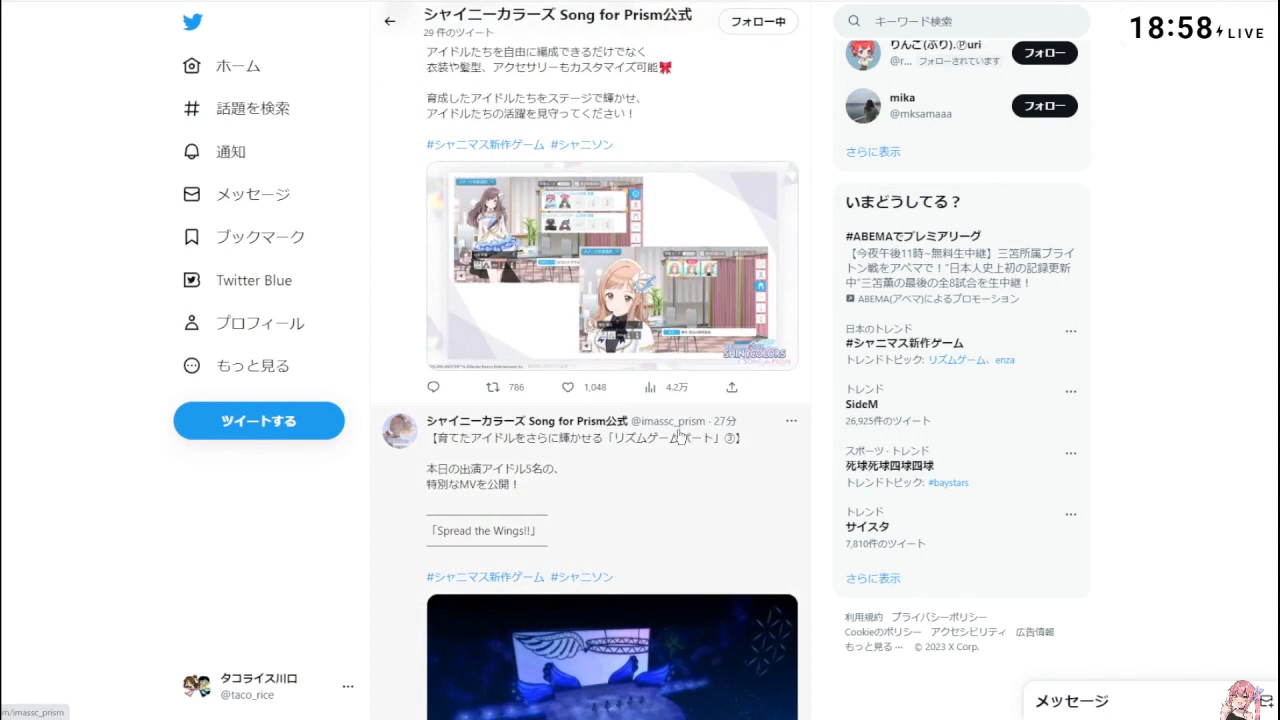 ホーム
話題を検索
通知
メッセージ
ブックマーク
Twitter Blue
プロフィール
もっと見る
ツイートする
タコライス川口
@taco_rice
m/imassc_prism
シャイニーカラーズ Song for Prism公式
29 件のツイート
フォロー中
アイドルたちを自由に編成できるだけでなく
衣装や髪型、アクセサリーもカスタマイズ可能🎀
育成したアイドルたちをステージで輝かせ、
アイドルたちの活躍を見守ってください！
#シャニマス新作ゲーム #シャニソン
SHINYCOLORS
786
1,048
4.2万
シャイニーカラーズ Song for Prism公式 @imassc_prism · 27分
【育てたアイドルをさらに輝かせる「リズムゲームパート」③】
本日の出演アイドル5名の、
特別なMVを公開！
「Spread the Wings!!」
#シャニマス新作ゲーム #シャニソン
キーワード検索
18:58 LIVE
りんご(ぷり).Ⓟuri
@r... フォローされています
フォロー
mika
@mksamaaa
フォロー
さらに表示
いまどうしてる？
#ABEMAでプレミアリーグ
【今夜午後11時~無料生中継】三笘所属ブライ
トン戦をアベマで！"日本人史上初の記録更新
中"三笘薫の最後の全8試合を生中継！
ABEMA(アベマ)によるプロモーション
日本のトレンド
#シャニマス新作ゲーム
トレンドトピック: リズムゲーム、enza
トレンド
SideM
26,925件のツイート
スポーツ · トレンド
死球死球四球四球
トレンドトピック: #baystars
トレンド
サイスタ
7,810件のツイート
さらに表示
利用規約 プライバシーポリシー
Cookieのポリシー アクセシビリティ 広告情報
もっと見る ··· © 2023 X Corp.
メッセージ